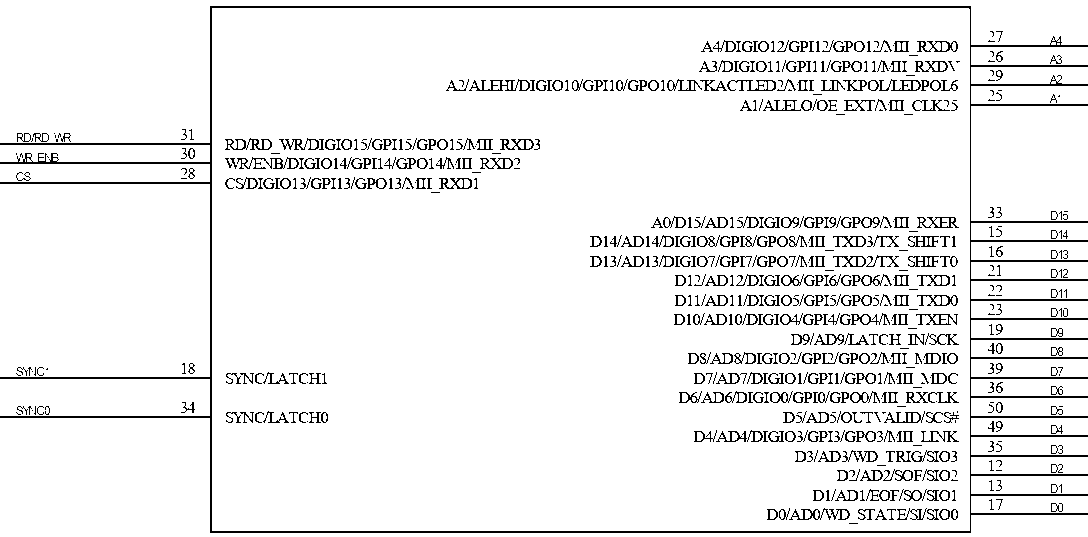 A4/DIGIO12/GPI12/GPO12/MII_RXD0 27 A4
A3/DIGIO11/GPI11/GPO11/MII_RXDV 26 A3
A2/ALEHI/DIGIO10/GPI10/GPO10/LINKACTLED2/MII_LINKPOL/LEDPOL6 29 A2
A1/ALELO/OE_EXT/MII_CLK25 25 A1
RD/RD_WR 31 RD/RD_WR/DIGIO15/GPI15/GPO15/MII_RXD3
WR_ENB 30 WR/ENB/DIGIO14/GPI14/GPO14/MII_RXD2
CS 28 CS/DIGIO13/GPI13/GPO13/MII_RXD1
A0/D15/AD15/DIGIO9/GPI9/GPO9/MII_RXER 33 D15
D14/AD14/DIGIO8/GPI8/GPO8/MII_TXD3/TX_SHIFT1 15 D14
D13/AD13/DIGIO7/GPI7/GPO7/MII_TXD2/TX_SHIFT0 16 D13
D12/AD12/DIGIO6/GPI6/GPO6/MII_TXD1 21 D12
D11/AD11/DIGIO5/GPI5/GPO5/MII_TXD0 22 D11
D10/AD10/DIGIO4/GPI4/GPO4/MII_TXEN 23 D10
D9/AD9/LATCH_IN/SCK 19 D9
D8/AD8/DIGIO2/GPI2/GPO2/MII_MDIO 40 D8
SYNC1 18 SYNC/LATCH1 D7/AD7/DIGIO1/GPI1/GPO1/MII_MDC 39 D7
D6/AD6/DIGIO0/GPI0/GPO0/MII_RXCLK 36 D6
SYNC0 34 SYNC/LATCH0 D5/AD5/OUTVALID/SCS# 50 D5
D4/AD4/DIGIO3/GPI3/GPO3/MII_LINK 49 D4
D3/AD3/WD_TRIG/SIO3 35 D3
D2/AD2/SOF/SIO2 12 D2
D1/AD1/EOF/SO/SIO1 13 D1
D0/AD0/WD_STATE/SI/SIO0 17 D0